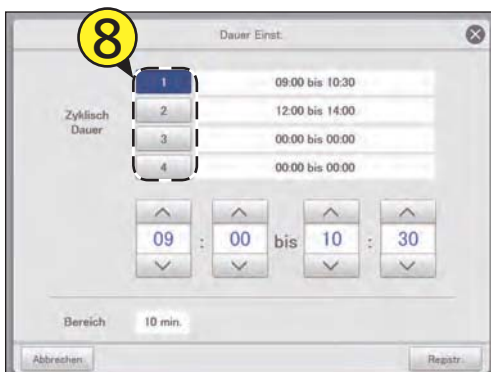 8
Dauer Einst.
1 09:00 bis 10:30
2 12:00 bis 14:00
3 00:00 bis 00:00
4 00:00 bis 00:00
Zyklisch
Dauer
09 : 00 bis 10 : 30
Bereich 10 min.
Abbrechen Registr.